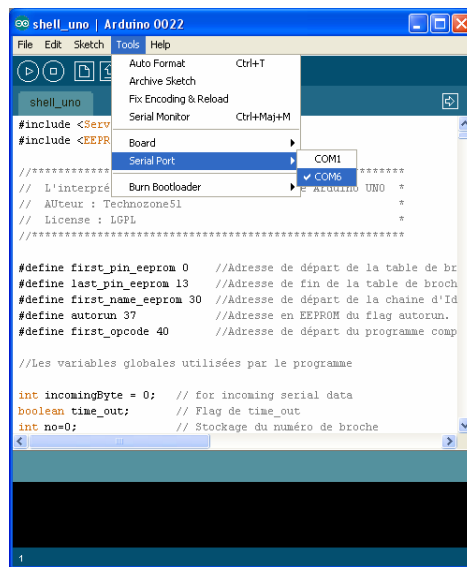 shell_uno | Arduino 0022
File Edit Sketch Tools Help
Auto Format Ctrl+T
Archive Sketch
Fix Encoding & Reload
Serial Monitor Ctrl+Maj+M
Board
Serial Port
Burn Bootloader
COM1
COM6
shell_uno
#include <Serv
#include <EEPR
//*********** *******
// L'interpré e Arduino UNO *
// AUteur : Technozone51 *
// License : LGPL *
//*********************************************************
#define first_pin_eeprom 0 //Adresse de départ de la table de br
#define last_pin_eeprom 13 //Adresse de fin de la table de broch
#define first_name_eeprom 30 //Adresse de départ de la chaine d'Id
#define autorun 37 //Adresse en EEPROM du flag autorun.
#define first_opcode 40 //Adresse de départ du programme comp
//Les variables globales utilisées par le programme
int incomingByte = 0; // for incoming serial data
boolean time_out; // Flag de time_out
int no=0; // Stockage du numéro de broche
1